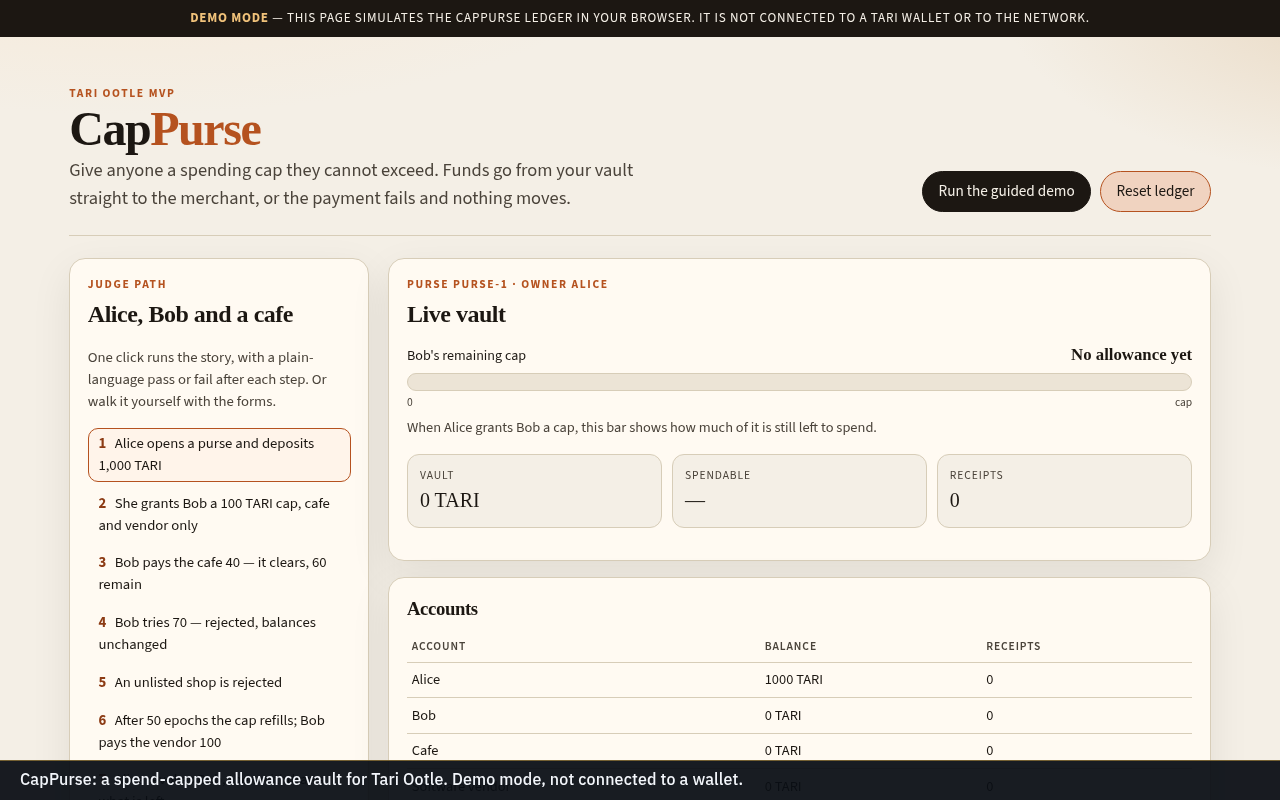 DEMO MODE — THIS PAGE SIMULATES THE CAPPURSE LEDGER IN YOUR BROWSER. IT IS NOT CONNECTED TO A TARI WALLET OR TO THE NETWORK.
TARI OOTLE MVP
CapPurse
Give anyone a spending cap they cannot exceed. Funds go from your vault
straight to the merchant, or the payment fails and nothing moves.
Run the guided demo
Reset ledger
JUDGE PATH
Alice, Bob and a cafe
One click runs the story, with a plain-
language pass or fail after each step. Or
walk it yourself with the forms.
1 Alice opens a purse and deposits
1,000 TARI
2 She grants Bob a 100 TARI cap, cafe
and vendor only
3 Bob pays the cafe 40 — it clears, 60
remain
4 Bob tries 70 — rejected, balances
unchanged
5 An unlisted shop is rejected
6 After 50 epochs the cap refills; Bob
pays the vendor 100
PURSE PURSE-1 · OWNER ALICE
Live vault
Bob's remaining cap
No allowance yet
0
cap
When Alice grants Bob a cap, this bar shows how much of it is still left to spend.
VAULT
0 TARI
SPENDABLE
—
RECEIPTS
0
Accounts
ACCOUNT BALANCE RECEIPTS
Alice 1000 TARI 0
Bob 0 TARI 0
Cafe 0 TARI 0
Software vendor 0 TARI 0
CapPurse: a spend-capped allowance vault for Tari Ootle. Demo mode, not connected to a wallet.